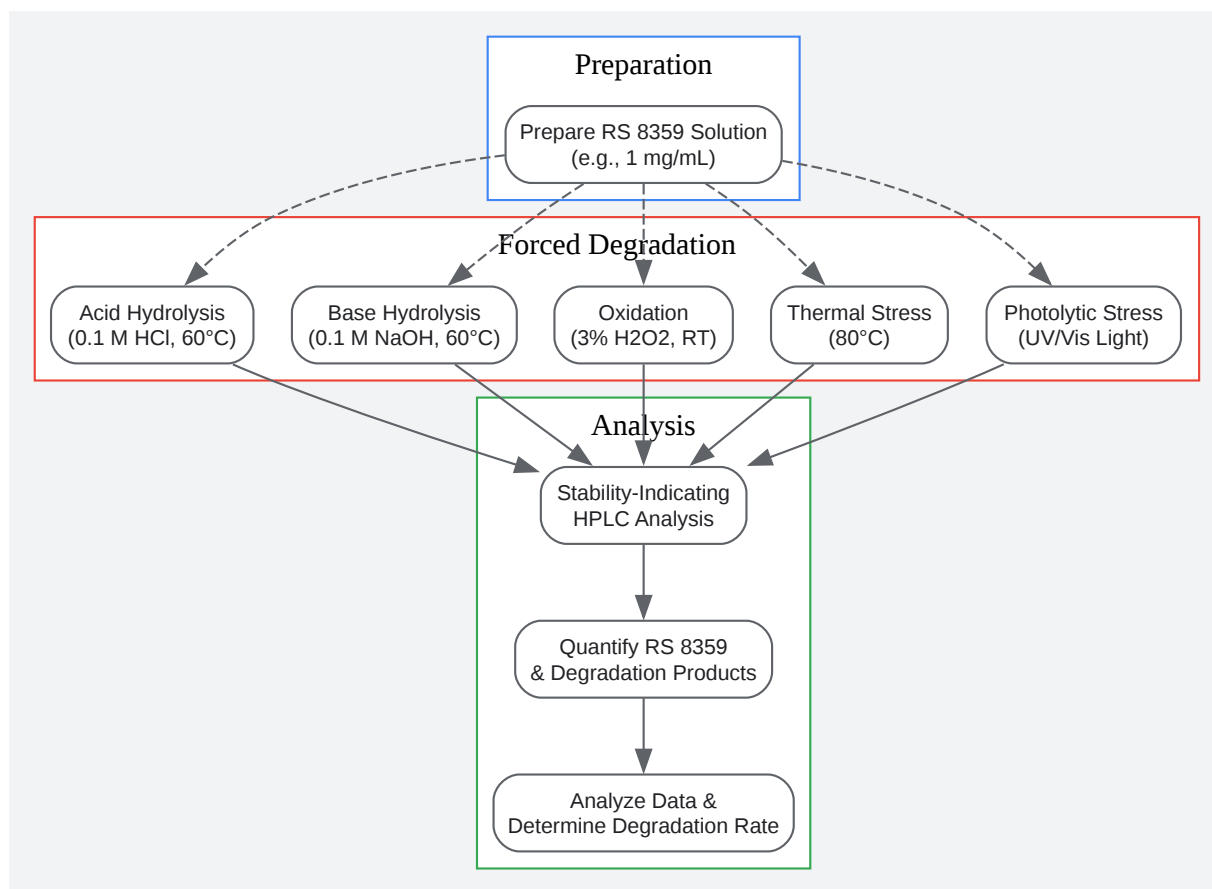 Preparation
Prepare RS 8359 Solution
(e.g., 1 mg/mL)
Forced Degradation
Acid Hydrolysis
(0.1 M HCl, 60°C)
Base Hydrolysis
(0.1 M NaOH, 60°C)
Oxidation
(3% H2O2, RT)
Thermal Stress
(80°C)
Photolytic Stress
(UV/Vis Light)
Analysis
Stability-Indicating
HPLC Analysis
Quantify RS 8359
& Degradation Products
Analyze Data &
Determine Degradation Rate